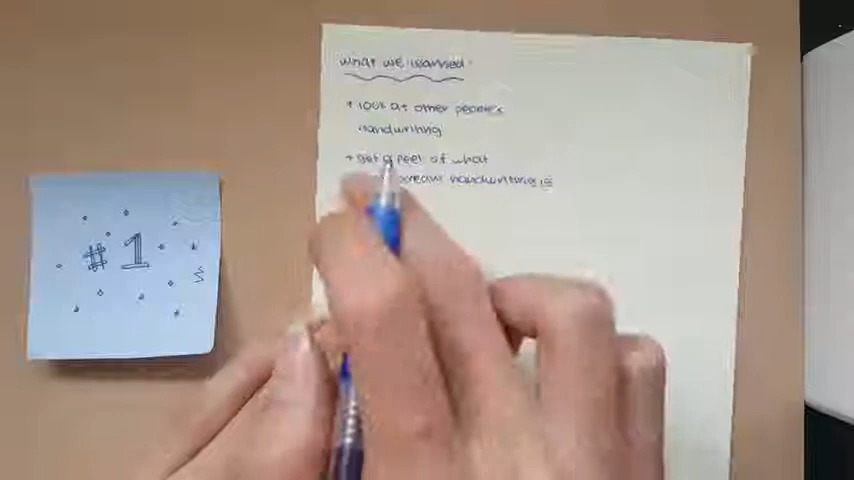 #1
what we learned:
+ look at other people's
handwriting
+ get a feel of what
handwriting is